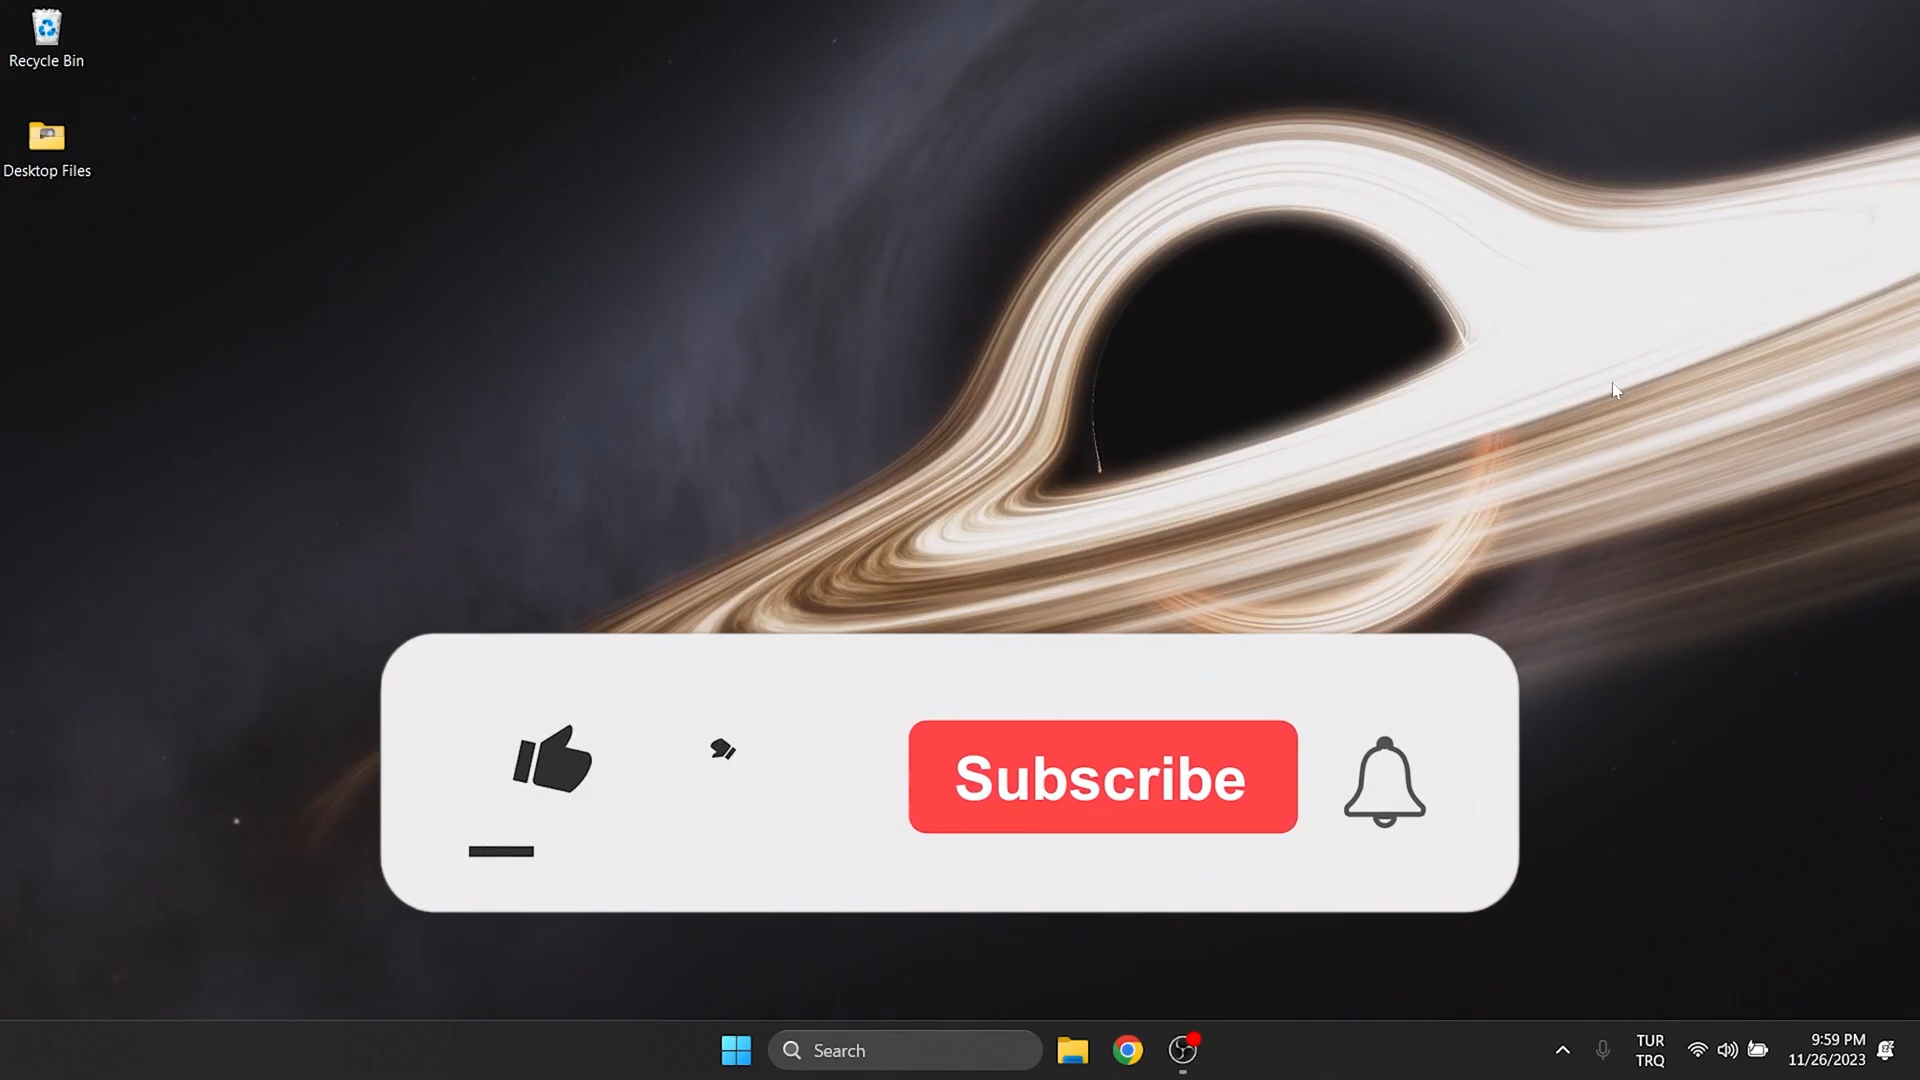 Recycle Bin
Desktop Files
Subscribe
Search
TUR
TRQ
9:59 PM
11/26/2023